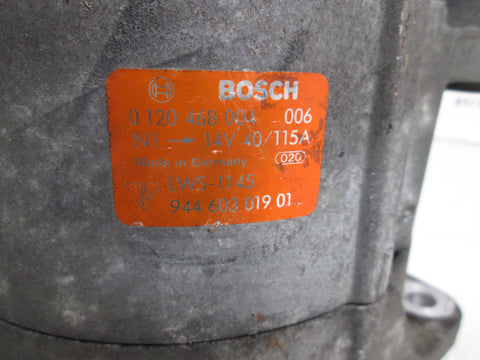 BOSCH
0 120 468 004 006
N1 → 14V 40/115A
Made in Germany 020
LWS-1145
944 603 019 01